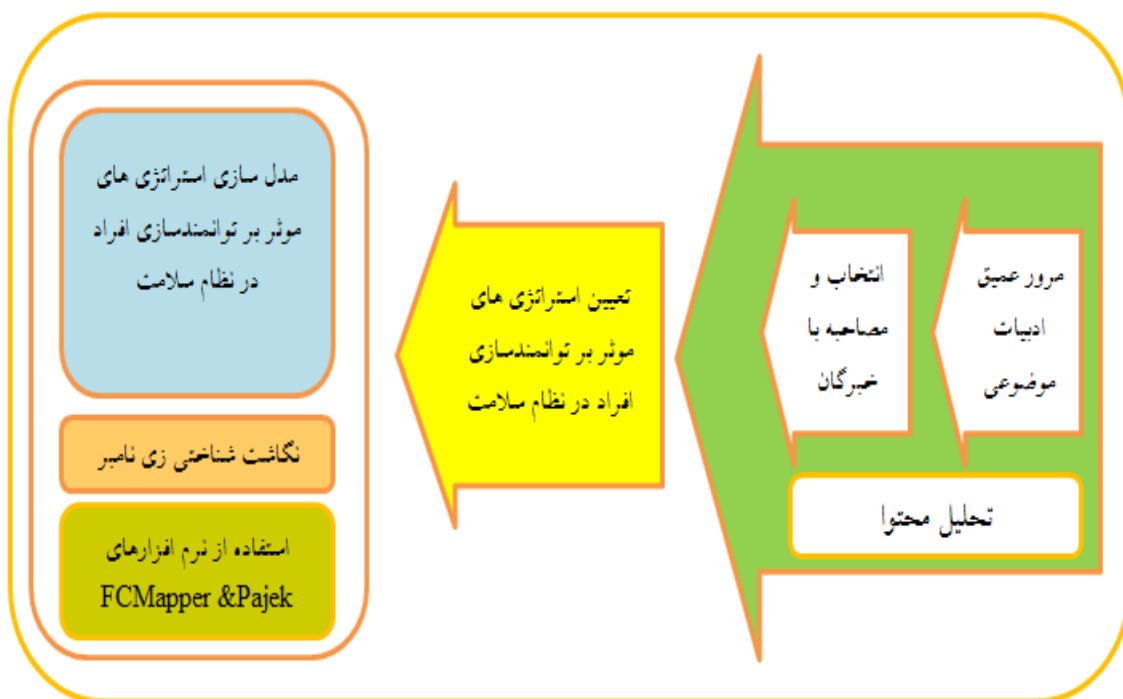 مرور عمیق
ادبیات
موضوعی
انتخاب و
مصاحبه با
خبرگان
تحلیل محتوا
تعیین استراتژی های
موثر بر توانمندسازی
افراد در نظام سلامت
مدل سازی استراتژی های
موثر بر توانمندسازی افراد
در نظام سلامت
نگاشت شناختی زی نامبر
استفاده از نرم افزارهای
FCMapper &Pajek